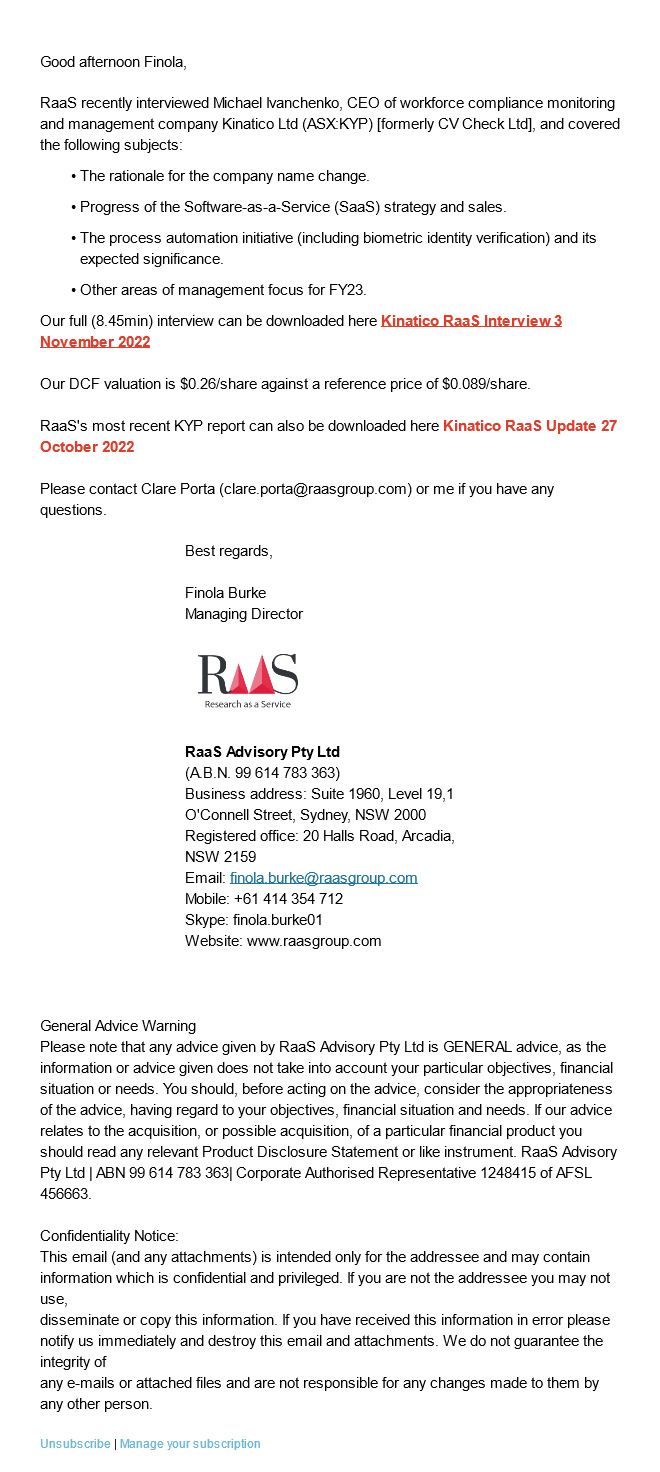 Good afternoon Finola,
RaaS recently interviewed Michael Ivanchenko, CEO of workforce compliance monitoring
and management company Kinatico Ltd (ASX:KYP) [formerly CV Check Ltd], and covered
the following subjects:
• The rationale for the company name change.
• Progress of the Software-as-a-Service (SaaS) strategy and sales.
• The process automation initiative (including biometric identity verification) and its
expected significance.
• Other areas of management focus for FY23.
Our full (8.45min) interview can be downloaded here Kinatico RaaS Interview 3
November 2022
Our DCF valuation is $0.26/share against a reference price of $0.089/share.
RaaS's most recent KYP report can also be downloaded here Kinatico RaaS Update 27
October 2022
Please contact Clare Porta (clare.porta@raasgroup.com) or me if you have any
questions.
Best regards,
Finola Burke
Managing Director
RaaS
Research as a Service
RaaS Advisory Pty Ltd
(A.B.N. 99 614 783 363)
Business address: Suite 1960, Level 19,1
O'Connell Street, Sydney, NSW 2000
Registered office: 20 Halls Road, Arcadia,
NSW 2159
Email: finola.burke@raasgroup.com
Mobile: +61 414 354 712
Skype: finola.burke01
Website: www.raasgroup.com
General Advice Warning
Please note that any advice given by RaaS Advisory Pty Ltd is GENERAL advice, as the
information or advice given does not take into account your particular objectives, financial
situation or needs. You should, before acting on the advice, consider the appropriateness
of the advice, having regard to your objectives, financial situation and needs. If our advice
relates to the acquisition, or possible acquisition, of a particular financial product you
should read any relevant Product Disclosure Statement or like instrument. RaaS Advisory
Pty Ltd | ABN 99 614 783 363| Corporate Authorised Representative 1248415 of AFSL
456663.
Confidentiality Notice:
This email (and any attachments) is intended only for the addressee and may contain
information which is confidential and privileged. If you are not the addressee you may not
use,
disseminate or copy this information. If you have received this information in error please
notify us immediately and destroy this email and attachments. We do not guarantee the
integrity of
any e-mails or attached files and are not responsible for any changes made to them by
any other person.
Unsubscribe | Manage your subscription